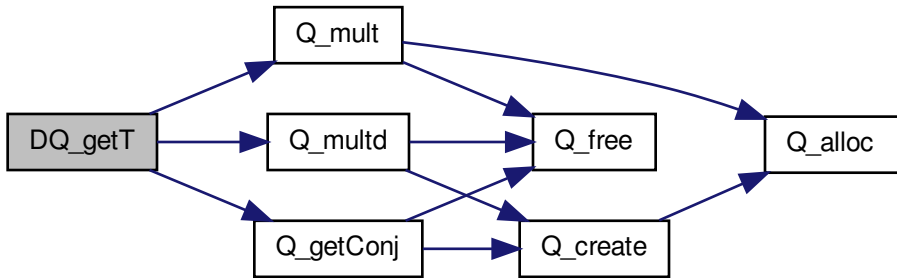 Q_mult
DQ_getT
Q_multd
Q_free
Q_alloc
Q_getConj
Q_create